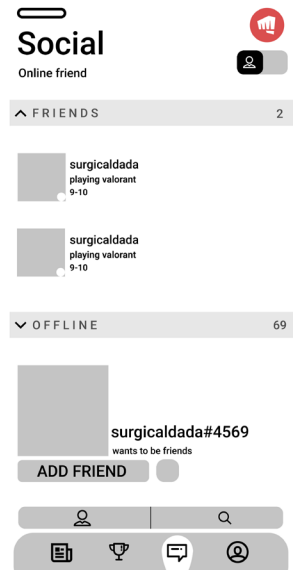 Social
Online friend
FRIENDS 2
surgicaldada
playing valorant
9-10
surgicaldada
playing valorant
9-10
OFFLINE 69
surgicaldada#4569
wants to be friends
ADD FRIEND